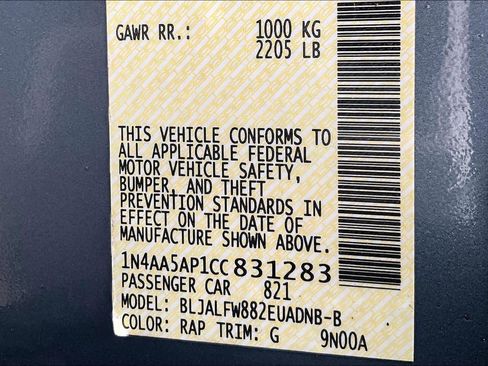 GAWR RR.: 1000 KG
2205 LB
THIS VEHICLE CONFORMS TO
ALL APPLICABLE FEDERAL
MOTOR VEHICLE SAFETY,
BUMPER, AND THEFT
PREVENTION STANDARDS IN
EFFECT ON THE DATE OF
MANUFACTURE SHOWN ABOVE.
1N4AA5AP1CC831283
PASSENGER CAR 821
MODEL: BLJALFW882EUADNB-B
COLOR: RAP TRIM: G 9N00A